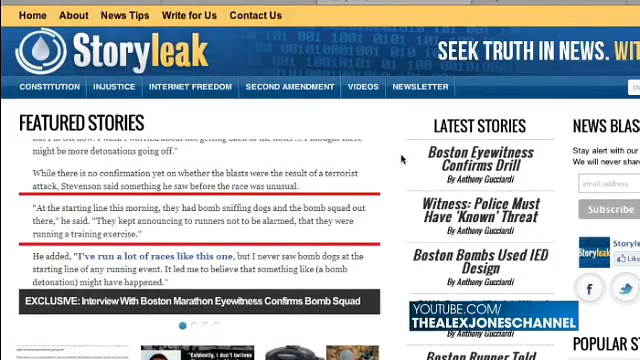 Home About News Tips Write for Us Contact Us
Storyleak
SEEK TRUTH IN NEWS. WIT
CONSTITUTION INJUSTICE INTERNET FREEDOM SECOND AMENDMENT VIDEOS NEWSLETTER
FEATURED STORIES
might be more detonations going off."
While there is no confirmation yet on whether the blasts were the result of a terrorist
attack, Stevenson said something he saw before the race was unusual.
"At the starting line this morning, they had bomb sniffing dogs and the bomb squad out
there," he said. "They kept announcing to runners not to be alarmed, that they were
running a training exercise."
He added, "I've run a lot of races like this one, but I never saw bomb dogs at the
starting line of any running event. It led me to believe that something like (a bomb
detonation) might have happened."
EXCLUSIVE: Interview With Boston Marathon Eyewitness Confirms Bomb Squad
"Evidently, I don't believe
LATEST STORIES
Boston Eyewitness
Confirms Drill
By Anthony Gucciardi
Witness: Police Must
Have 'Known' Threat
By Anthony Gucciardi
Boston Bombs Used IED
Design
By Anthony Gucciardi
YOUTUBE.COM/
THEALEXJONESCHANNEL
Boston Runner Told
NEWS BLAS
Stay alert with our
We will never share
email address
Subscribe
Storyleak
Like
POPULAR S